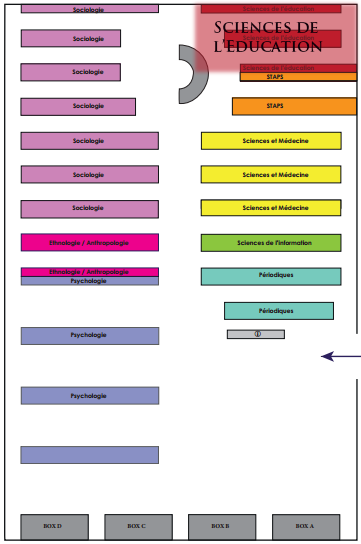 Sociologie
Sciences de l'éducation
SCIENCES DE
L'EDUCATION
Sociologie
Sciences de l'éducation
Sociologie
Sciences de l'éducation
STAPS
Sociologie
STAPS
Sociologie
Sciences et Médecine
Sociologie
Sciences et Médecine
Sociologie
Sciences et Médecine
Ethnologie / Anthropologie
Sciences de l'information
Ethnologie / Anthropologie
Psychologie
Périodiques
Périodiques
Psychologie
Psychologie
BOX D
BOX C
BOX B
BOX A